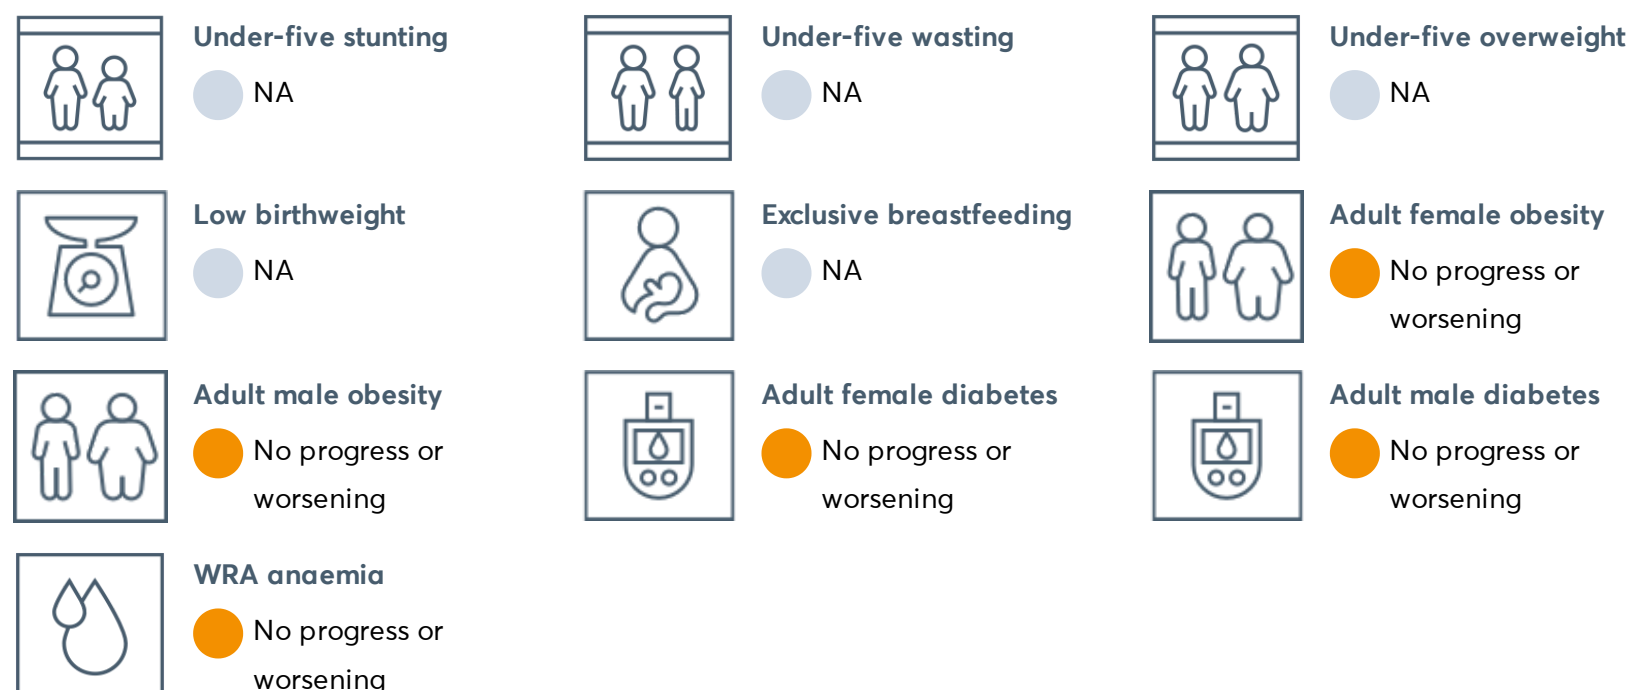 Under-five stunting
NA
Under-five wasting
NA
Under-five overweight
NA
Low birthweight
NA
Exclusive breastfeeding
NA
Adult female obesity
No progress or
worsening
Adult male obesity
No progress or
worsening
Adult female diabetes
No progress or
worsening
Adult male diabetes
No progress or
worsening
WRA anaemia
No progress or
worsening